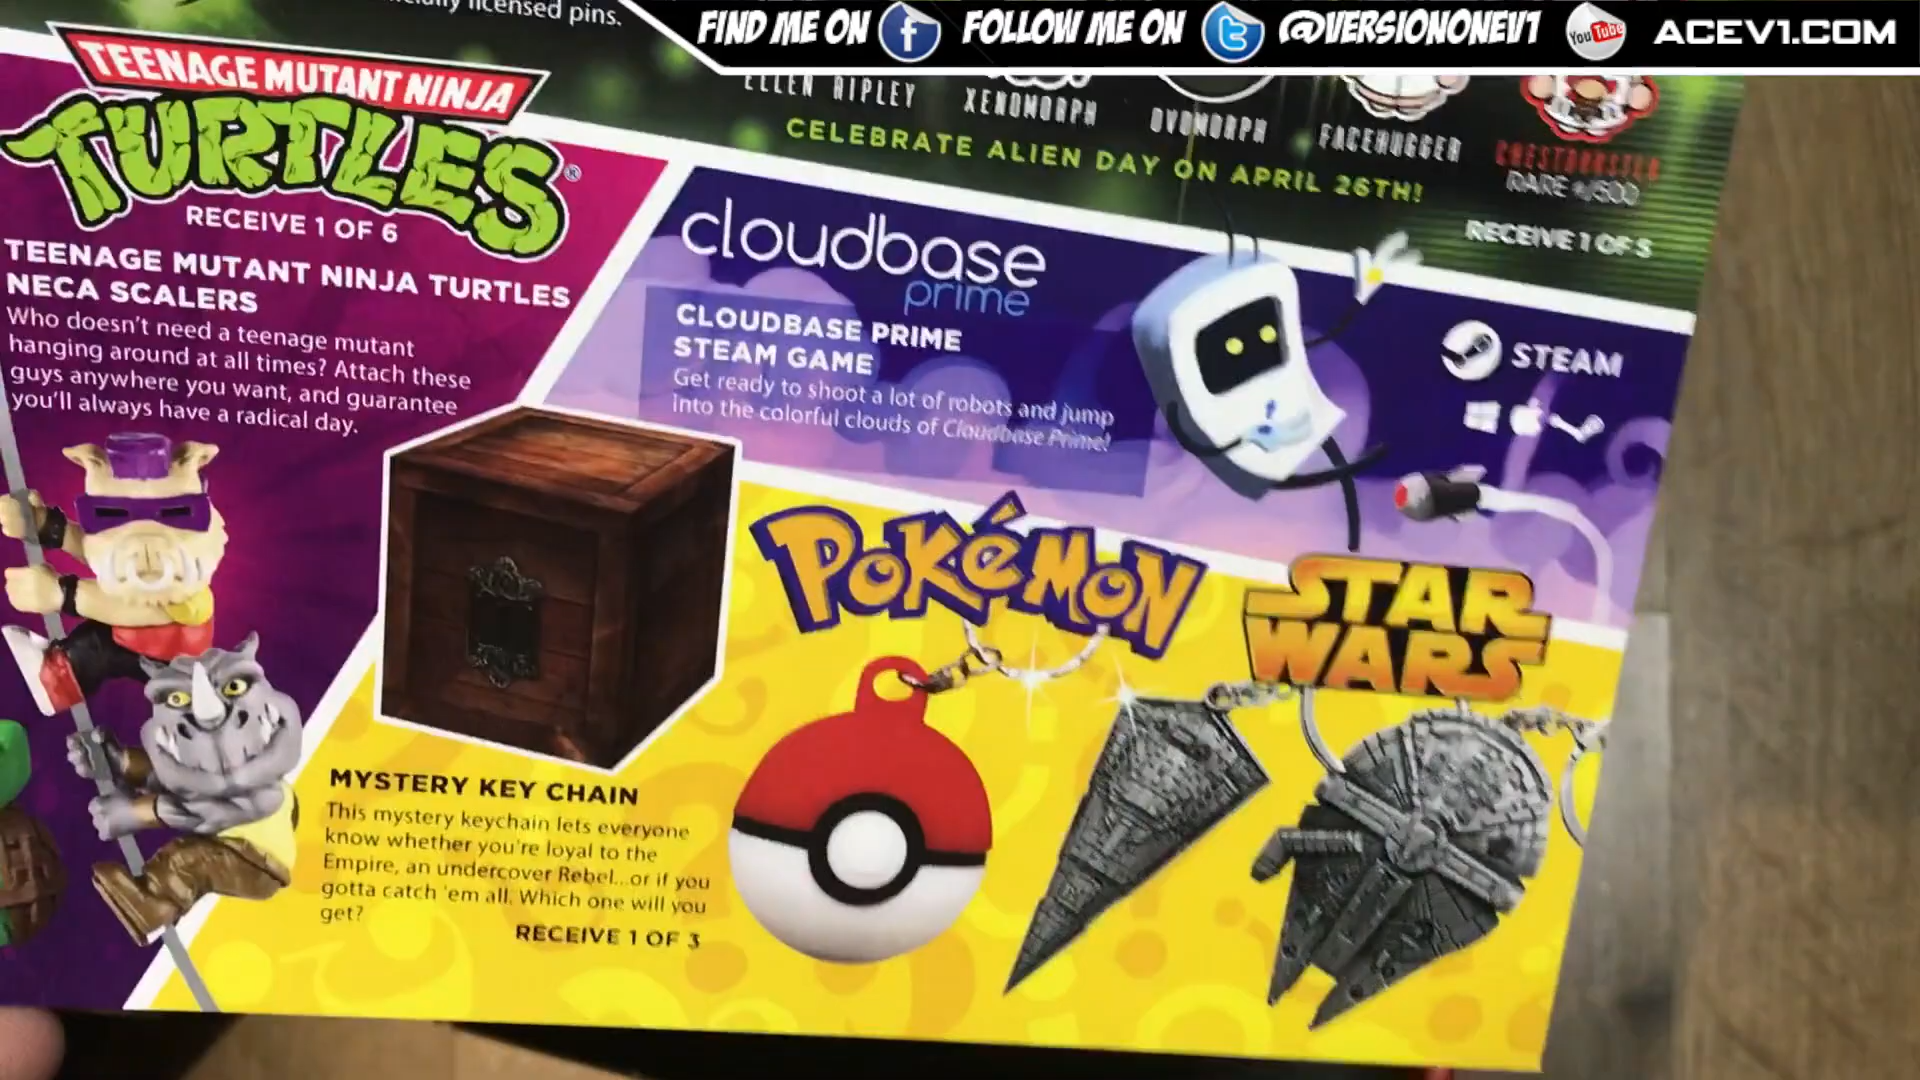 FIND ME ON FOLLOW ME ON @VERSIONONEV1 You Tube ACEV1.COM
licensed pins.
TEENAGE MUTANT NINJA
TURTLES®
RECEIVE 1 OF 6
TEENAGE MUTANT NINJA TURTLES
NECA SCALERS
Who doesn't need a teenage mutant
hanging around at all times? Attach these
guys anywhere you want, and guarantee
you'll always have a radical day.
ELLEN RIPLEY XENOMORPH OVOMORPH FACEHUGGER CHESTBURSTER
RARE
CELEBRATE ALIEN DAY ON APRIL 26TH!
RECEIVE 1 OF 5
cloudbase
prime
CLOUDBASE PRIME
STEAM GAME
Get ready to shoot a lot of robots and jump
into the colorful clouds of Cloudbase Prime!
STEAM
POKéMON
STAR
WARS
MYSTERY KEY CHAIN
This mystery keychain lets everyone
know whether you're loyal to the
Empire, an undercover Rebel...or if you
gotta catch 'em all. Which one will you
get?
RECEIVE 1 OF 3